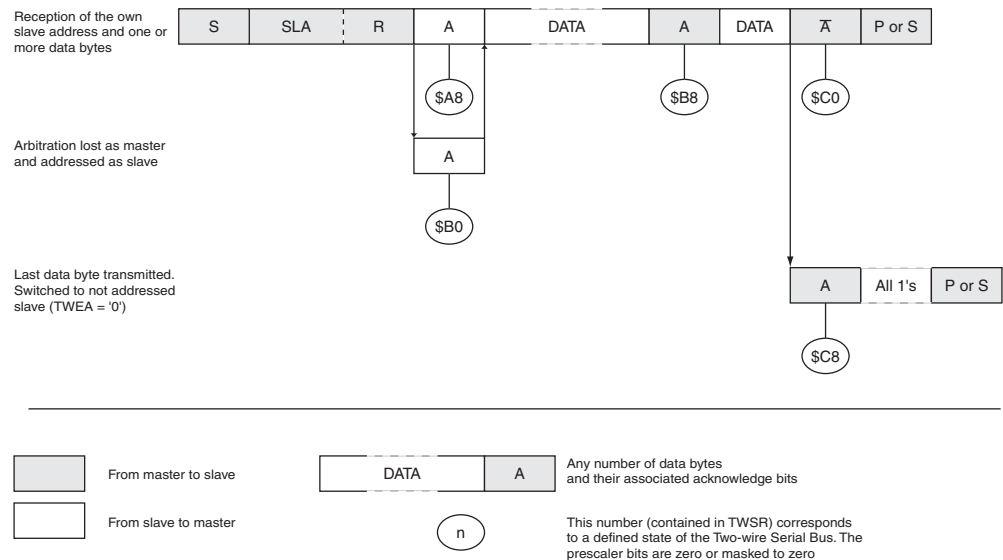 Reception of the own
slave address and one or
more data bytes
S SLA R A DATA A DATA A̅ P or S
$A8 $B8 $C0
Arbitration lost as master
and addressed as slave
A
$B0
Last data byte transmitted.
Switched to not addressed
slave (TWEA = '0')
A All 1's P or S
$C8
From master to slave
DATA A
Any number of data bytes
and their associated acknowledge bits
From slave to master
n
This number (contained in TWSR) corresponds
to a defined state of the Two-wire Serial Bus. The
prescaler bits are zero or masked to zero